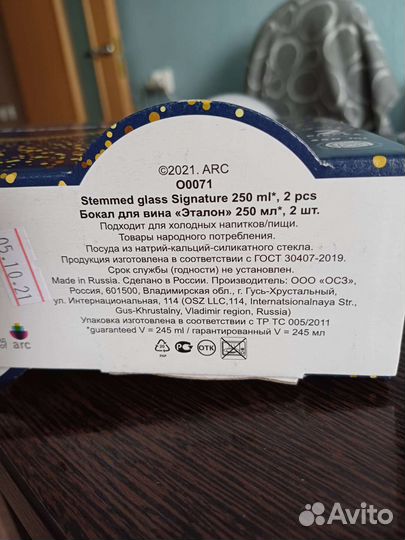 ©2021. ARC
O0071
Stemmed glass Signature 250 ml*, 2 pcs
Бокал для вина «Эталон» 250 мл*, 2 шт.
Подходит для холодных напитков/пищи.
Товары народного потребления.
Посуда из натрий-кальций-силикатного стекла.
Продукция изготовлена в соответствии с ГОСТ 30407-2019.
Срок службы (годности) не установлен.
Made in Russia. Сделано в России. Производитель: ООО «ОСЗ»,
Россия, 601500, Владимирская обл., г. Гусь-Хрустальный,
ул. Интернациональная, 114 (OSZ LLC,114, Internatsionalnaya Str.,
Gus-Khrustalny, Vladimir region, Russia)
Упаковка изготовлена в соответствии с ТР ТС 005/2011
*guaranteed V = 245 ml / гарантированный V = 245 мл
05.10.21
arc
PAP
ОТК
Avito